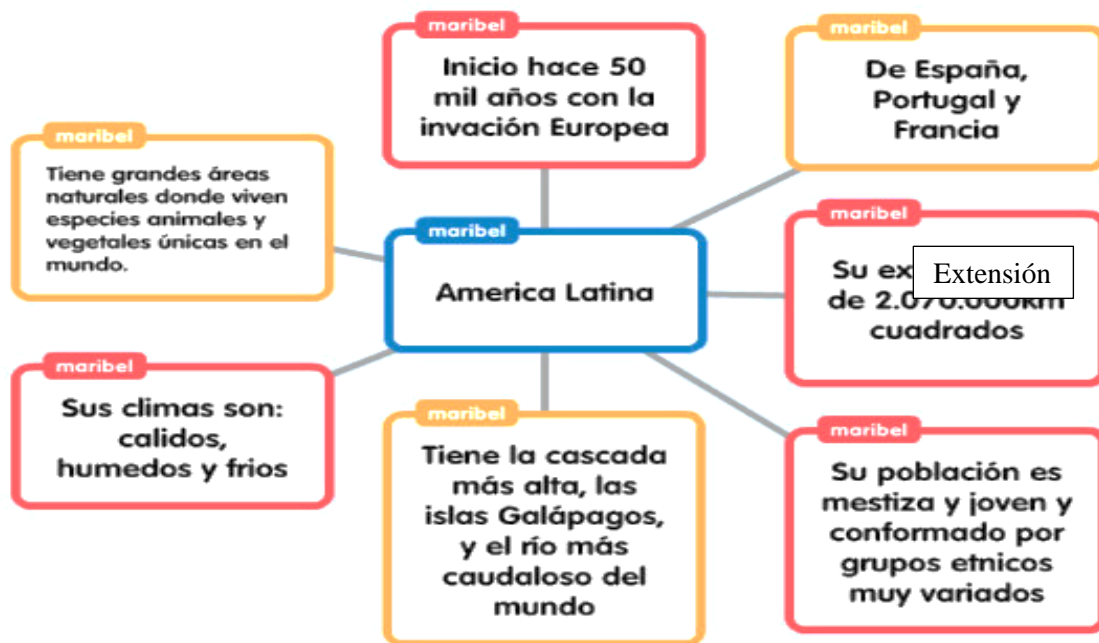 maribel
Inicio hace 50
mil años con la
invación Europea
maribel
De España,
Portugal y
Francia
maribel
Tiene grandes áreas
naturales donde viven
especies animales y
vegetales únicas en el
mundo.
maribel
America Latina
maribel
Su
Extensión
de 2.070.000km
cuadrados
maribel
Sus climas son:
calidos,
humedos y frios
maribel
Tiene la cascada
más alta, las
islas Galápagos,
y el río más
caudaloso del
mundo
maribel
Su población es
mestiza y joven y
conformado por
grupos etnicos
muy variados